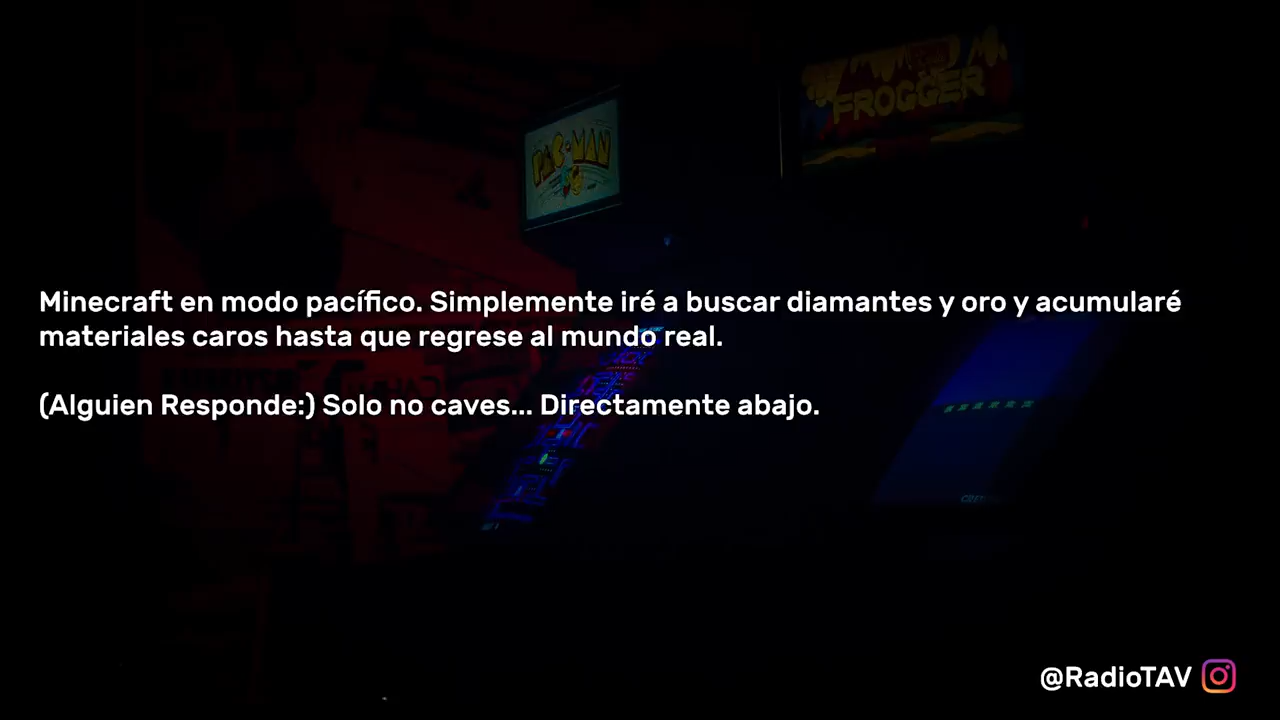 PAC-MAN
FROGGER
Minecraft en modo pacífico. Simplemente iré a buscar diamantes y oro y acumularé
materiales caros hasta que regrese al mundo real.
(Alguien Responde:) Solo no caves... Directamente abajo.
@RadioTAV